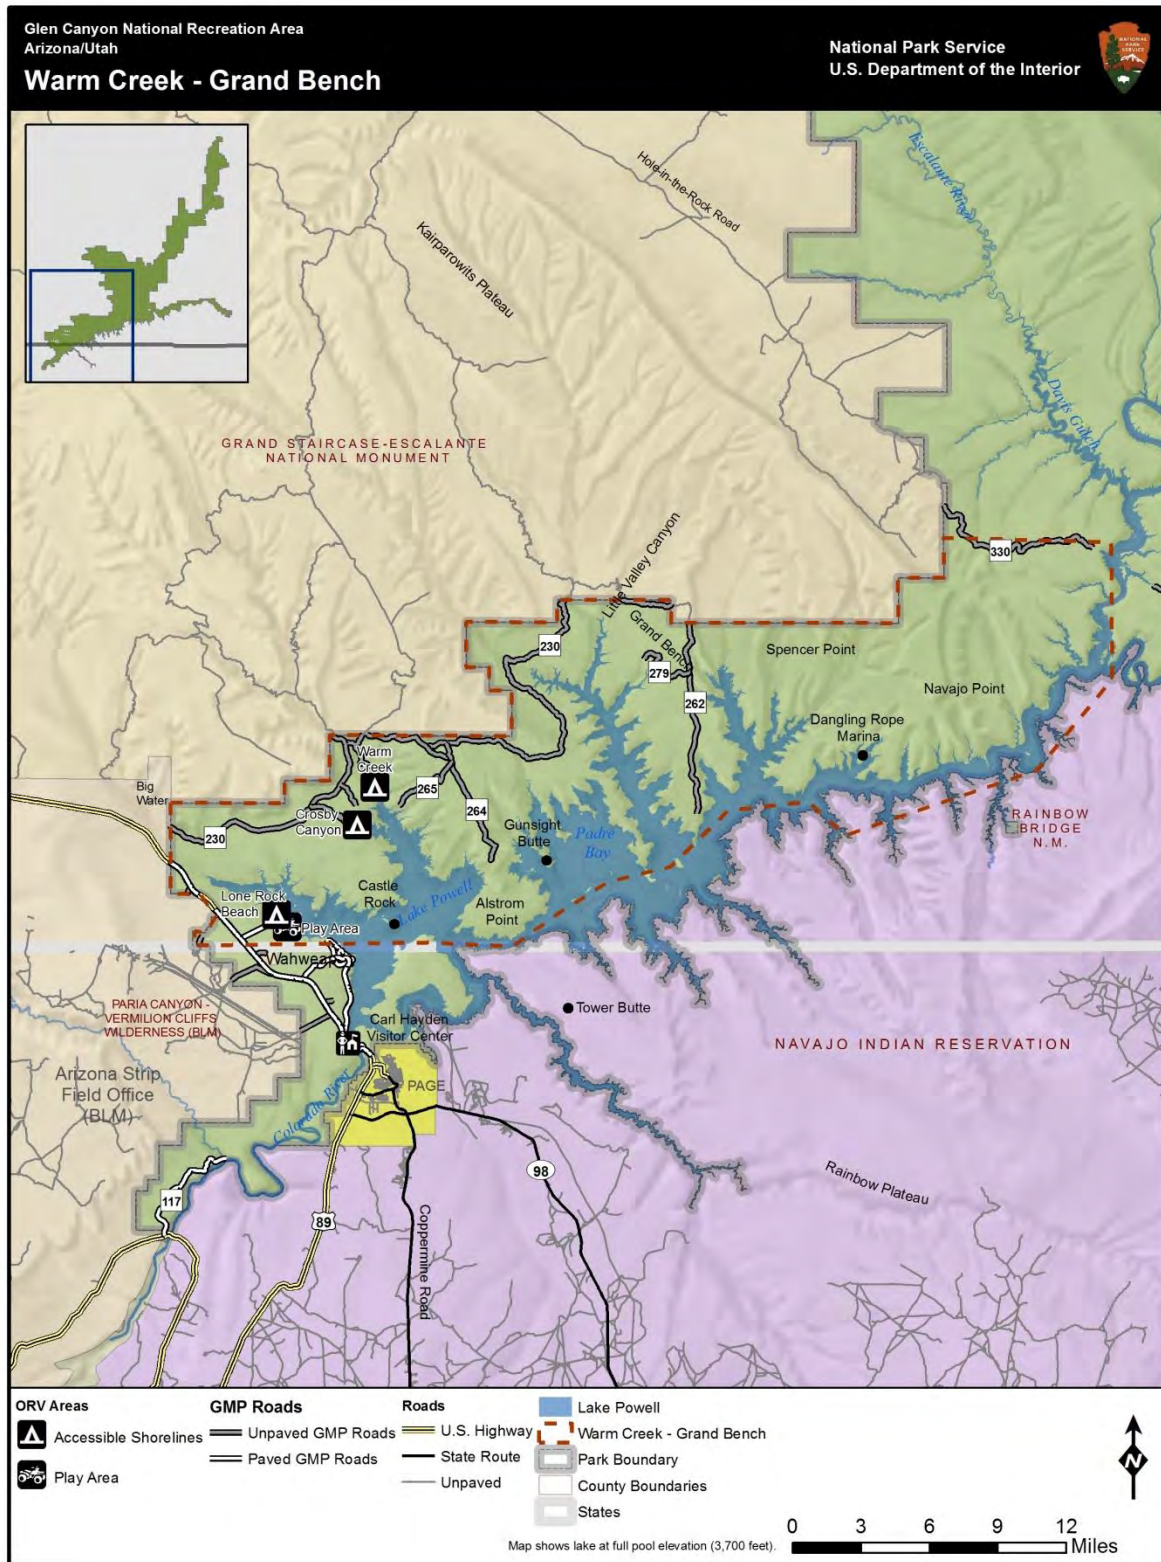 Glen Canyon National Recreation Area
Arizona/Utah
Warm Creek - Grand Bench
National Park Service
U.S. Department of the Interior
NATIONAL
PARK
SERVICE
Hole-in-the-Rock Road
Escalante River
Kairparowits Plateau
Davis Gulch
GRAND STAIRCASE-ESCALANTE
NATIONAL MONUMENT
Little Valley Canyon
330
230
Grand Bench
279
262
Spencer Point
Navajo Point
Dangling Rope
Marina
Warm
Creek
265
264
Big
Water
230
Crosby
Canyon
Gunsight
Butte
Padre
Bay
RAINBOW
BRIDGE
N.M.
Lone Rock
Beach
Play Area
Castle
Rock
Lake Powell
Alstrom
Point
Wahweap
PARIA CANYON -
VERMILION CLIFFS
WILDERNESS (BLM)
Carl Hayden
Visitor Center
Tower Butte
NAVAJO INDIAN RESERVATION
Arizona Strip
Field Office
(BLM)
Colorado River
PAGE
98
Rainbow Plateau
117
89
Coppermine Road
ORV Areas
Accessible Shorelines
Play Area
GMP Roads
Unpaved GMP Roads
Paved GMP Roads
Roads
U.S. Highway
State Route
Unpaved
Lake Powell
Warm Creek - Grand Bench
Park Boundary
County Boundaries
States
N
Map shows lake at full pool elevation (3,700 feet).
0 3 6 9 12
Miles